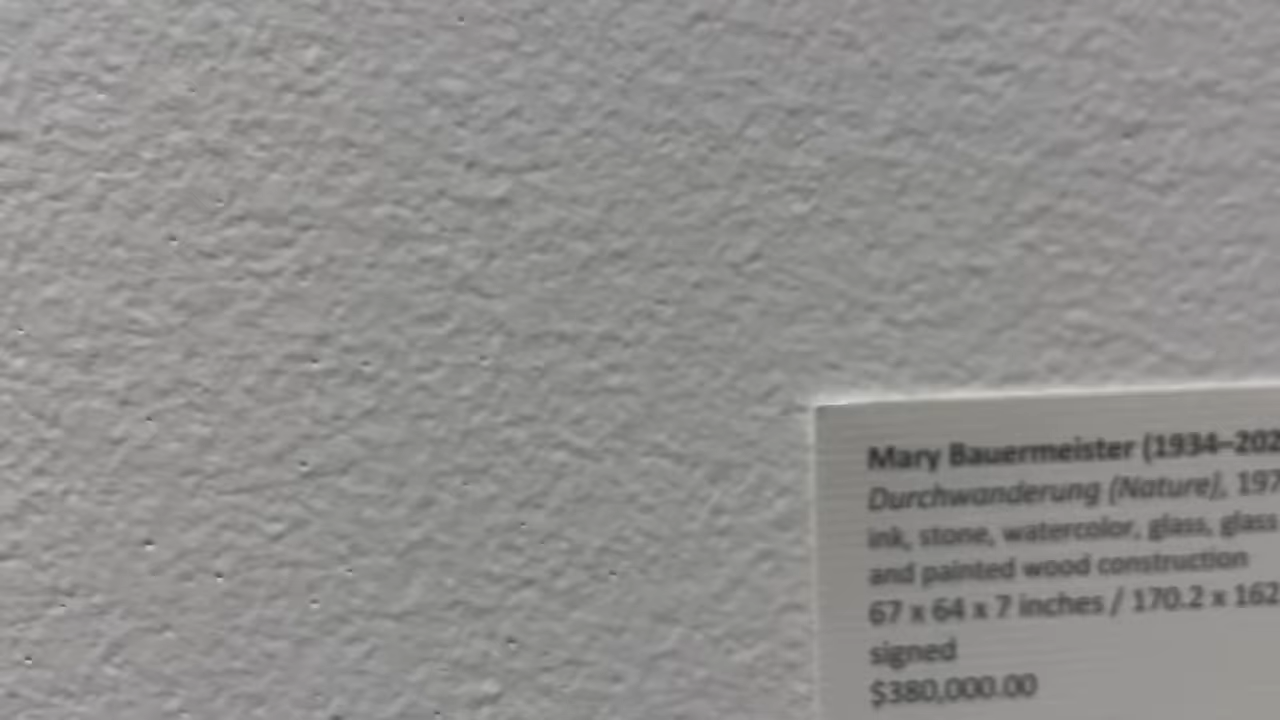 Mary Bauermeister (1934–202
Durchwanderung (Nature), 197
ink, stone, watercolor, glass, glass
and painted wood construction
67 x 64 x 7 inches / 170.2 x 162
signed
$380,000.00